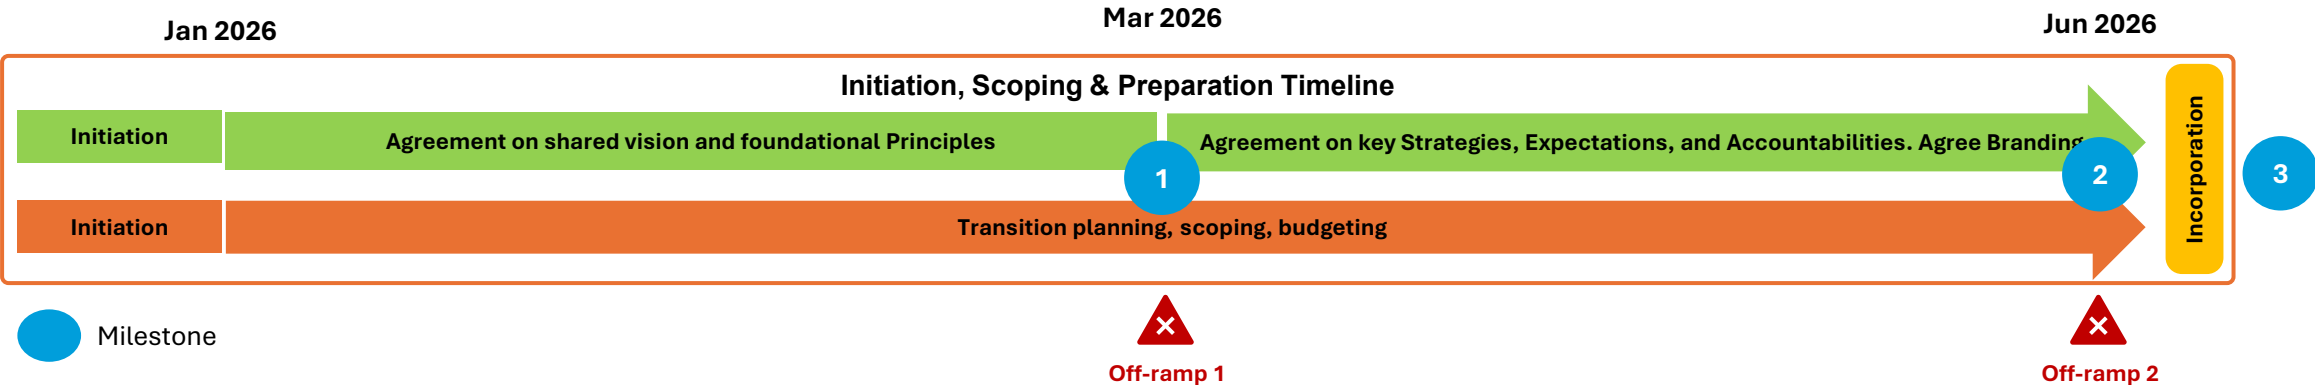 Jan 2026
Mar 2026
Jun 2026
Initiation, Scoping & Preparation Timeline
Initiation
Agreement on shared vision and foundational Principles
Agreement on key Strategies, Expectations, and Accountabilities. Agree Branding
1
2
3
Incorporation
Initiation
Transition planning, scoping, budgeting
Milestone
Off-ramp 1
Off-ramp 2